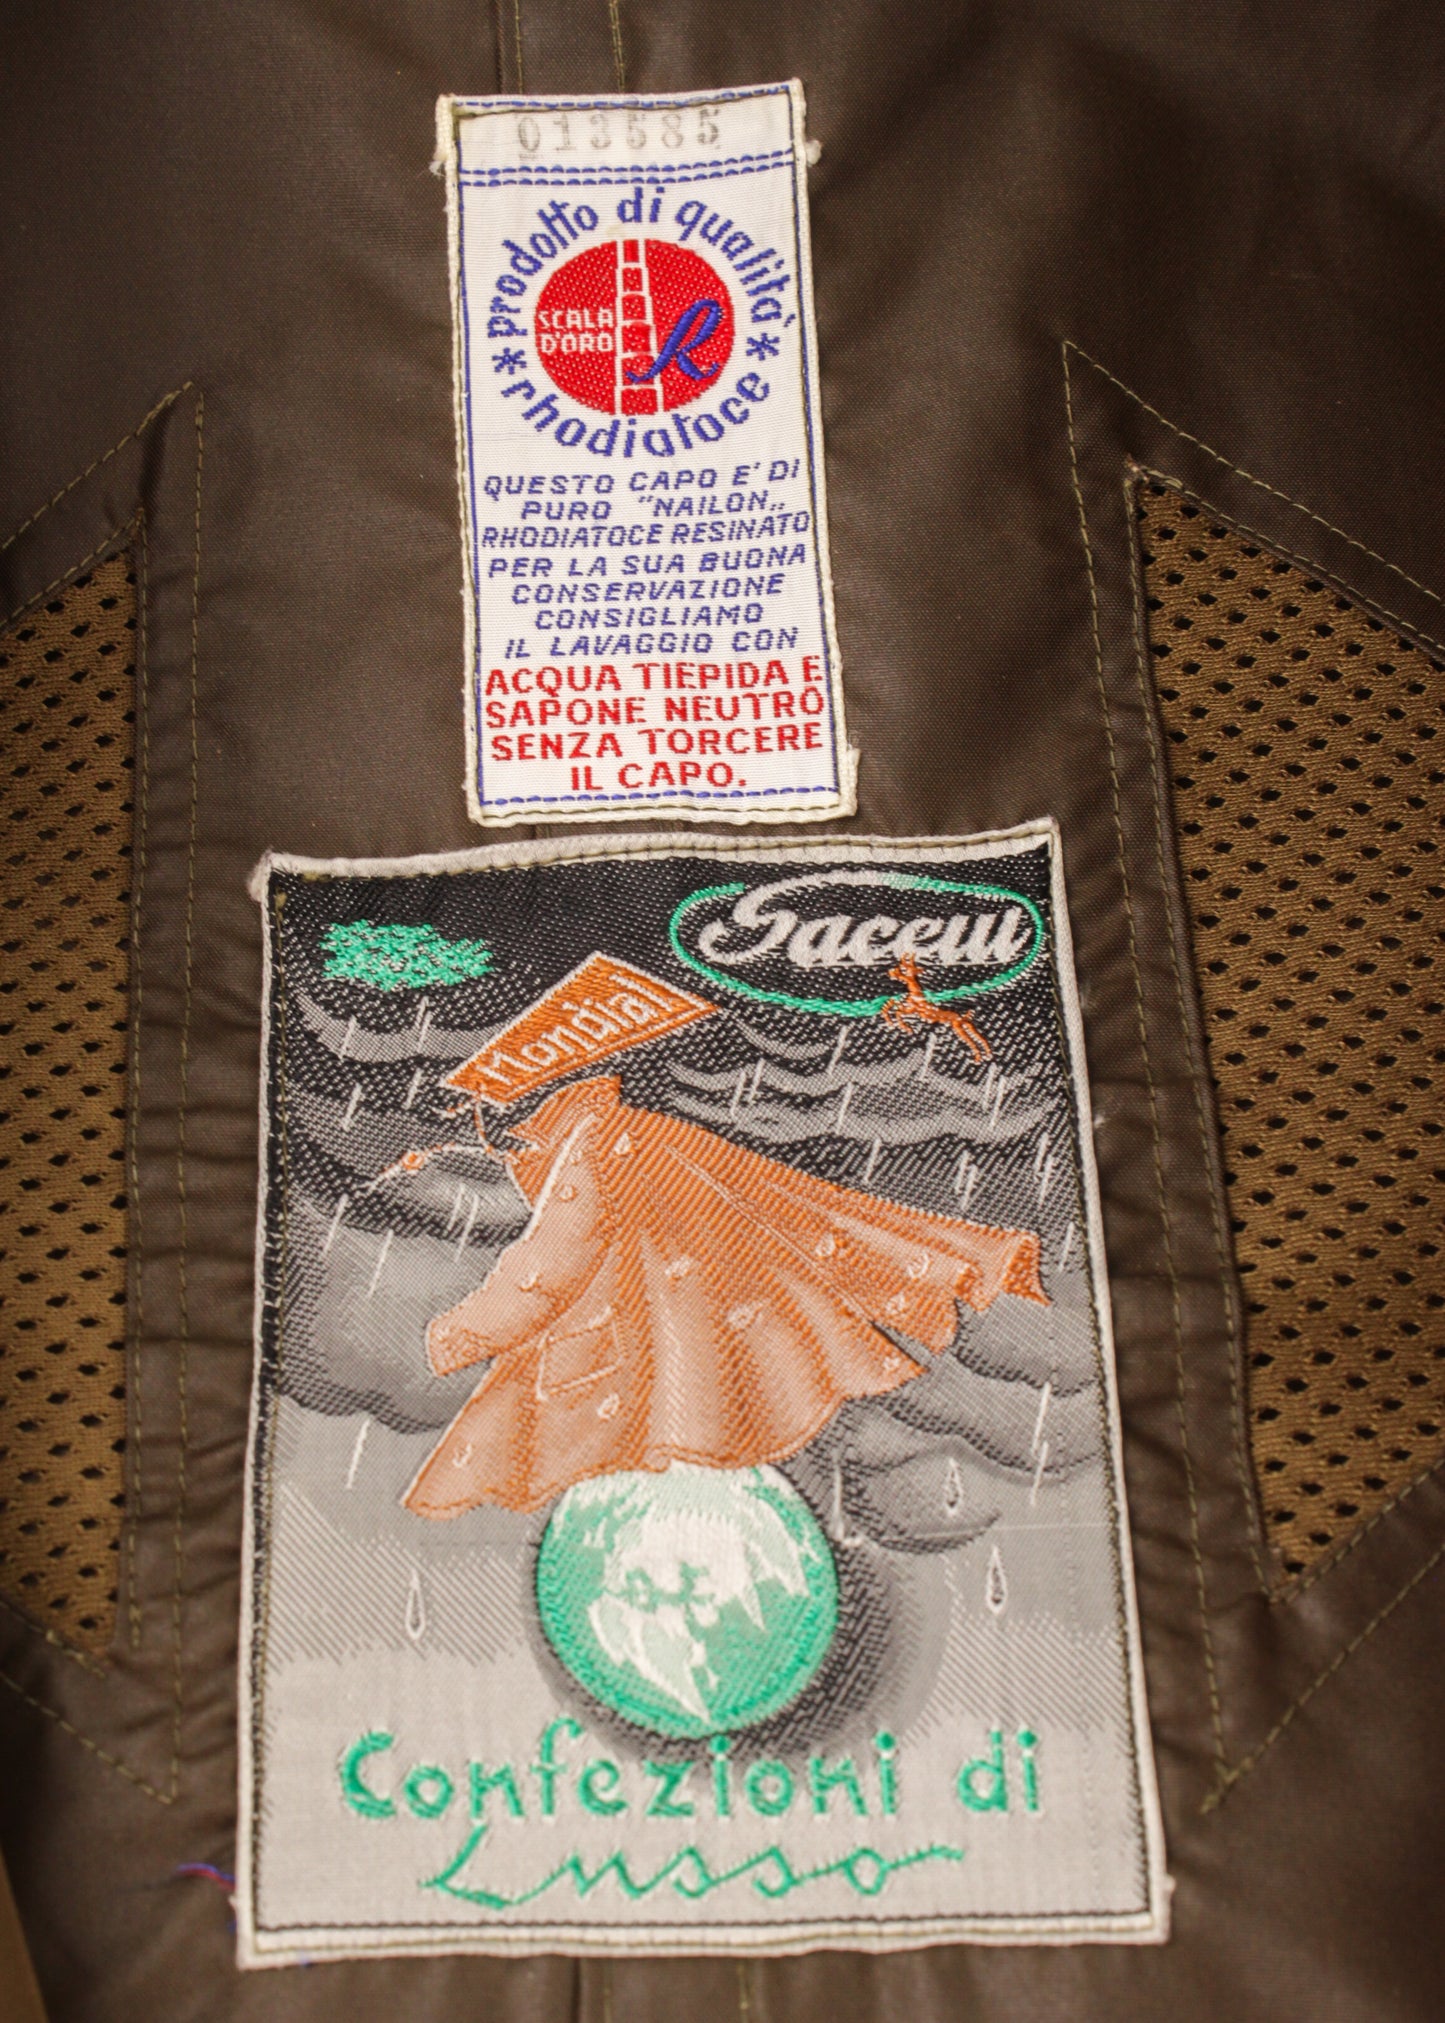 013585
Prodotto di qualità
SCALA
D'ORO
R
* rhodiatoce *
QUESTO CAPO E' DI
PURO "NAILON„
RHODIATOCE RESINATO
PER LA SUA BUONA
CONSERVAZIONE
CONSIGLIAMO
IL LAVAGGIO CON
ACQUA TIEPIDA E
SAPONE NEUTRO
SENZA TORCERE
IL CAPO.
Mondial
Confezioni di
Lusso